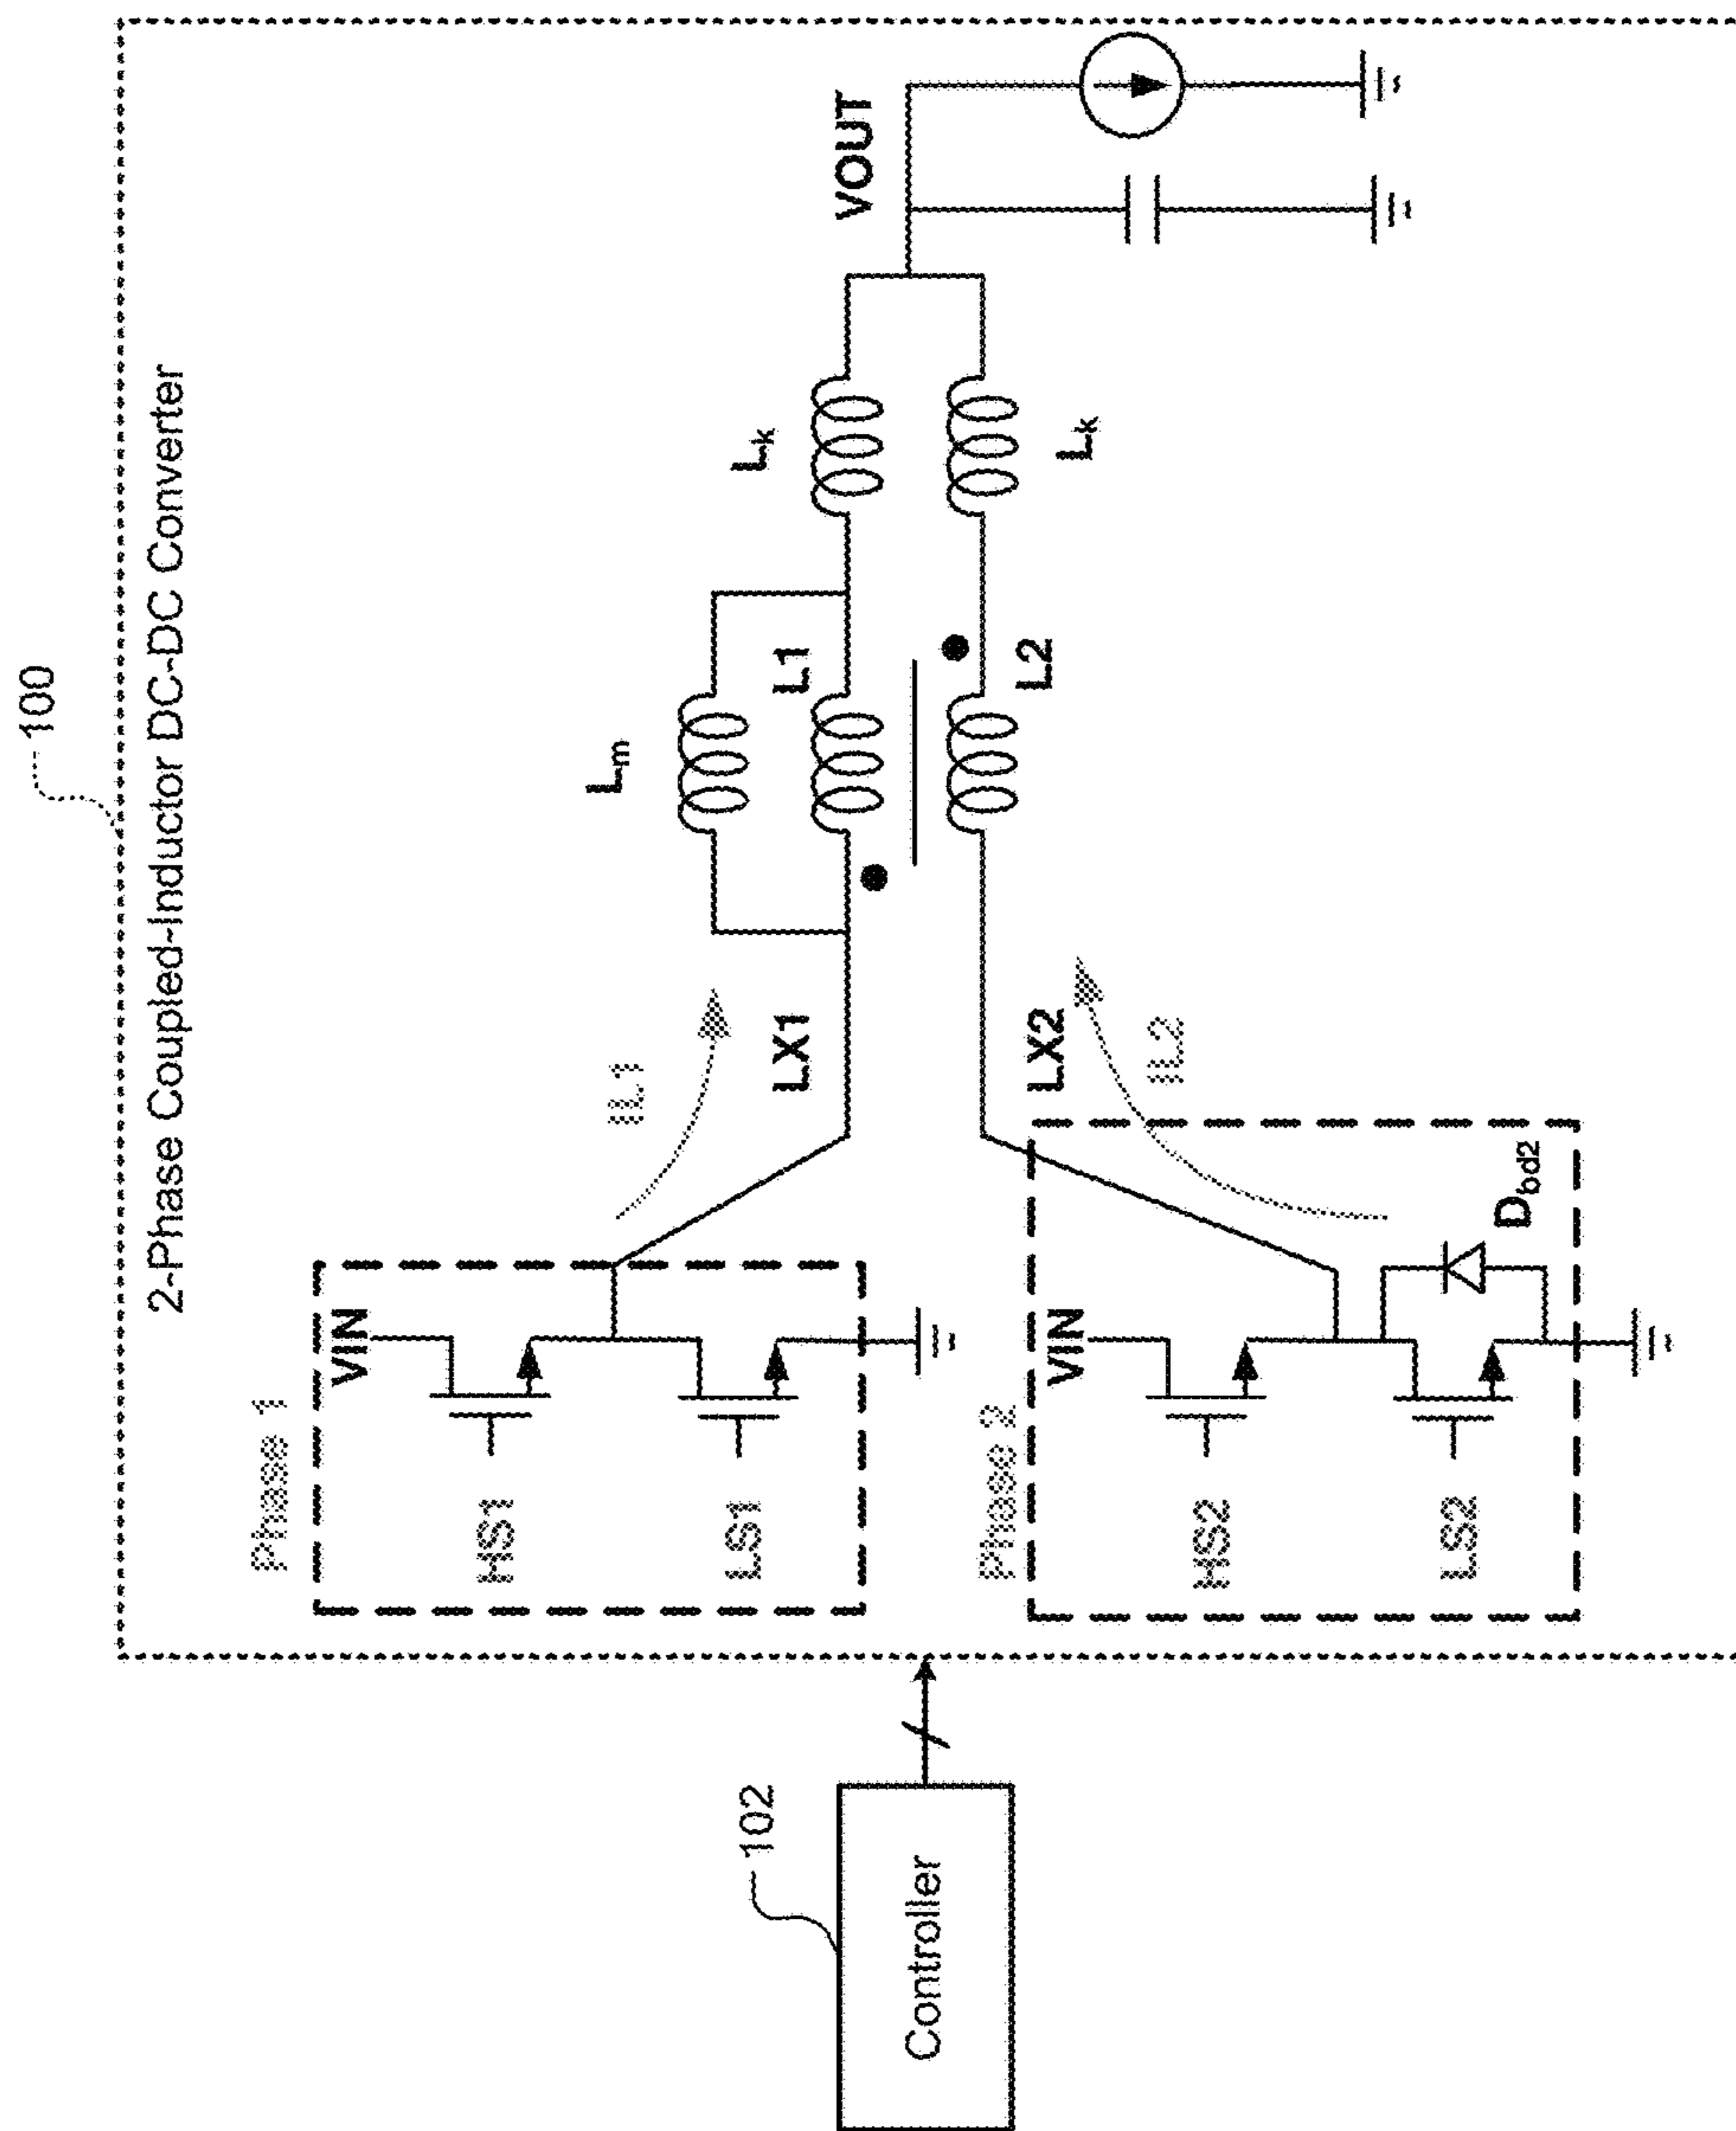 100
2-Phase Coupled-Inductor DC-DC Converter
Phase 1
VIN
HS1
LS1
IL1
LX1
Lm
L1
Lk
VOUT
102
Controller
Phase 2
VIN
HS2
LS2
Dbd2
LX2
IL2
L2
Lk